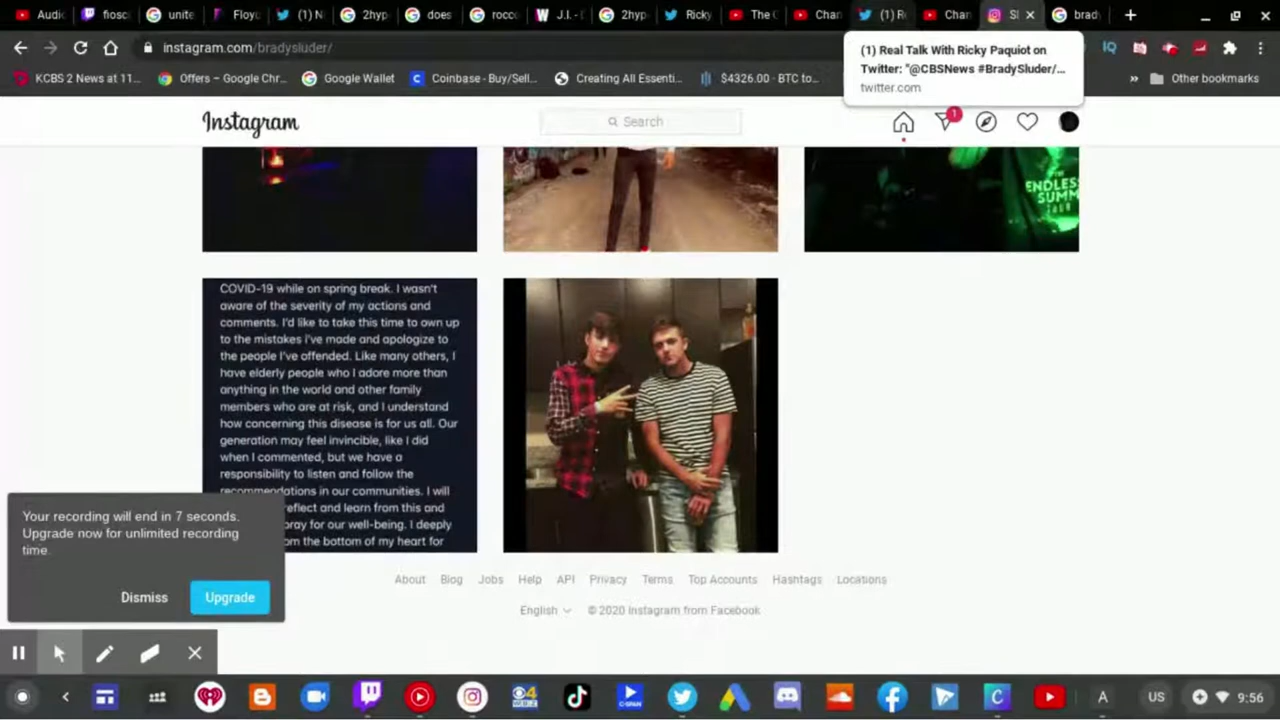 Audio
fiosc
unite
Floyd
(1) N
2hyp
does
rocco
J.I. -
2hyp
Ricky
The C
Chan
(1) R
Chan
brady
instagram.com/bradysluder/
(1) Real Talk With Ricky Paquiot on
Twitter: "@CBSNews #BradySluder/...
twitter.com
IQ
KCBS 2 News at 11...
Offers – Google Chr...
Google Wallet
Coinbase - Buy/Sell...
Creating All Essenti...
$4326.00 · BTC to...
Other bookmarks
Instagram
Search
1
ENDLESS
SUMM
COVID-19 while on spring break. I wasn't
aware of the severity of my actions and
comments. I'd like to take this time to own up
to the mistakes I've made and apologize to
the people I've offended. Like many others, I
have elderly people who I adore more than
anything in the world and other family
members who are at risk, and I understand
how concerning this disease is for us all. Our
generation may feel invincible, like I did
when I commented, but we have a
responsibility to listen and follow the
recommendations in our communities. I will
reflect and learn from this and
pray for our well-being. I deeply
om the bottom of my heart for
Your recording will end in 7 seconds.
Upgrade now for unlimited recording
time.
Dismiss
Upgrade
About Blog Jobs Help API Privacy Terms Top Accounts Hashtags Locations
English © 2020 Instagram from Facebook
C-SPAN
A
US
9:56